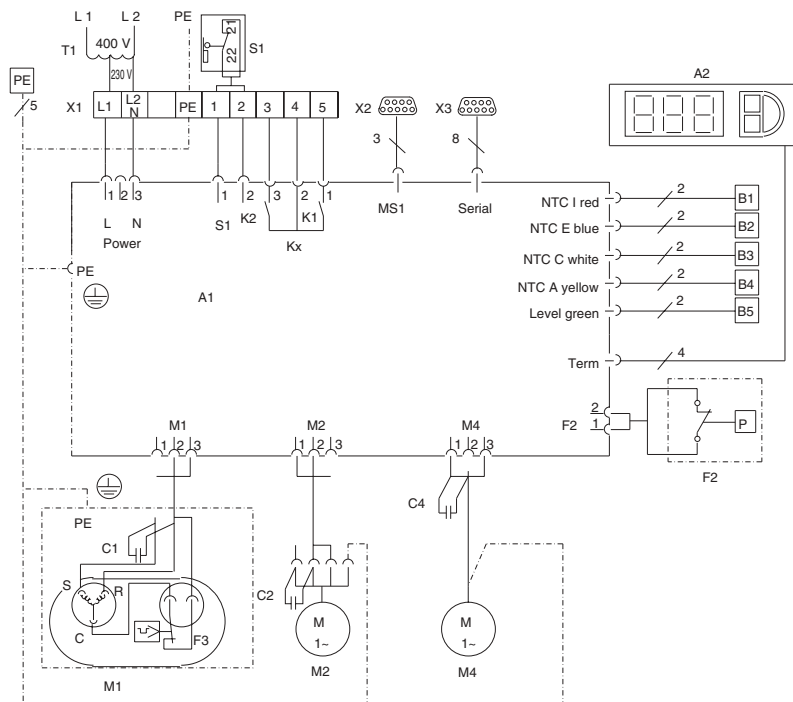 L 1 L 2 PE
T1 400 V
230 V
21
22
S1
A2
PE
5
X1 L1 L2 N PE 1 2 3 4 5
X2 X3
3 8
1 2 3 1 2 3 2 1
L N S1 K2 K1
Power Kx
MS1 Serial
NTC I red 2 B1
NTC E blue 2 B2
NTC C white 2 B3
NTC A yellow 2 B4
Level green 2 B5
PE
A1
Term 4
F2 2
1
P
F2
M1 M2 M4
1 2 3 1 2 3 1 2 3
C4
PE
C1
S R
C2
C F3
M
1~
M
1~
M1 M2 M4